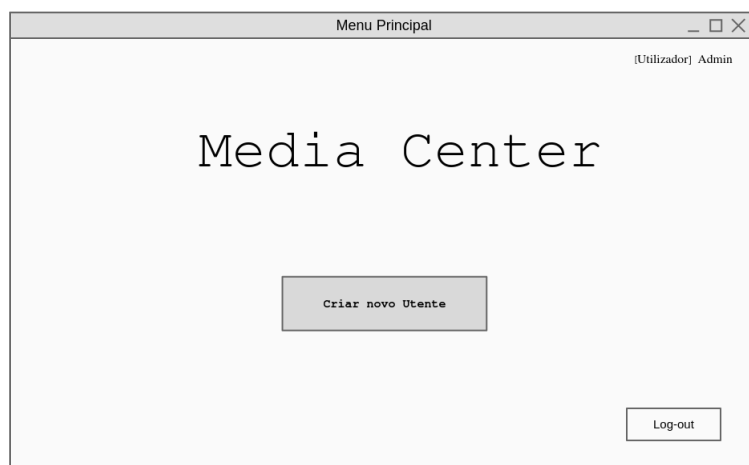 Menu Principal
[Utilizador] Admin
Media Center
Criar novo Utente
Log-out